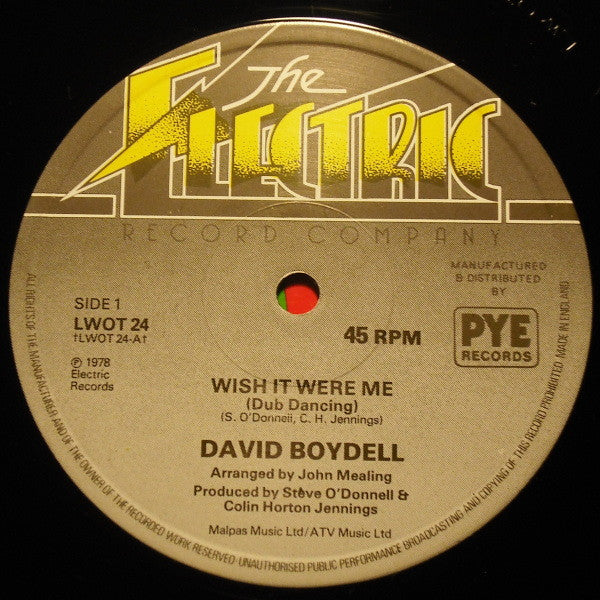 The
ELECTRIC
RECORD COMPANY
MANUFACTURED
& DISTRIBUTED
BY
PYE
RECORDS
SIDE 1
LWOT 24
†LWOT 24-A†
℗ 1978
Electric
Records
45 RPM
WISH IT WERE ME
(Dub Dancing)
(S. O'Donnell, C. H. Jennings)
DAVID BOYDELL
Arranged by John Mealing
Produced by Steve O'Donnell &
Colin Horton Jennings
Malpas Music Ltd/ATV Music Ltd
ALL RIGHTS OF THE MANUFACTURER AND OF THE OWNER OF THE RECORDED WORK RESERVED. UNAUTHORISED PUBLIC PERFORMANCE BROADCASTING AND COPYING OF THIS RECORD PROHIBITED. MADE IN ENGLAND